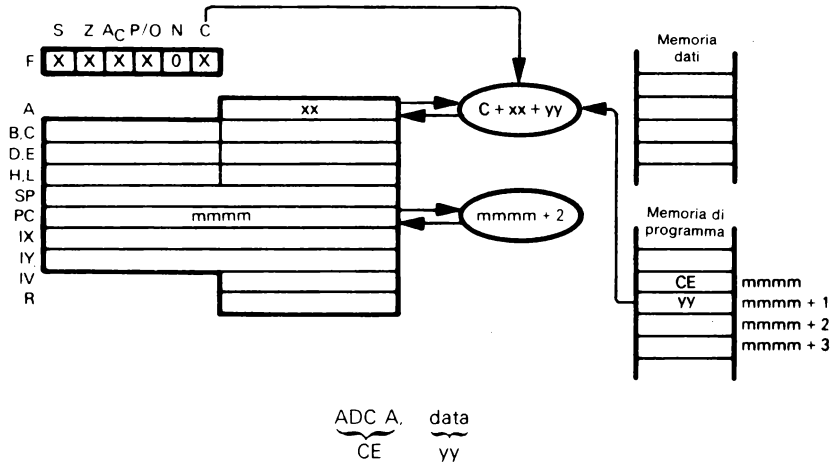 S Z AC P/O N C
F X X X X 0 X
A xx
B,C
D,E
H,L
SP
PC mmmm
IX
IY
IV
R
C + xx + yy
mmmm + 2
Memoria
dati
Memoria di
programma
CE mmmm
yy mmmm + 1
mmmm + 2
mmmm + 3
ADC A, data
CE yy